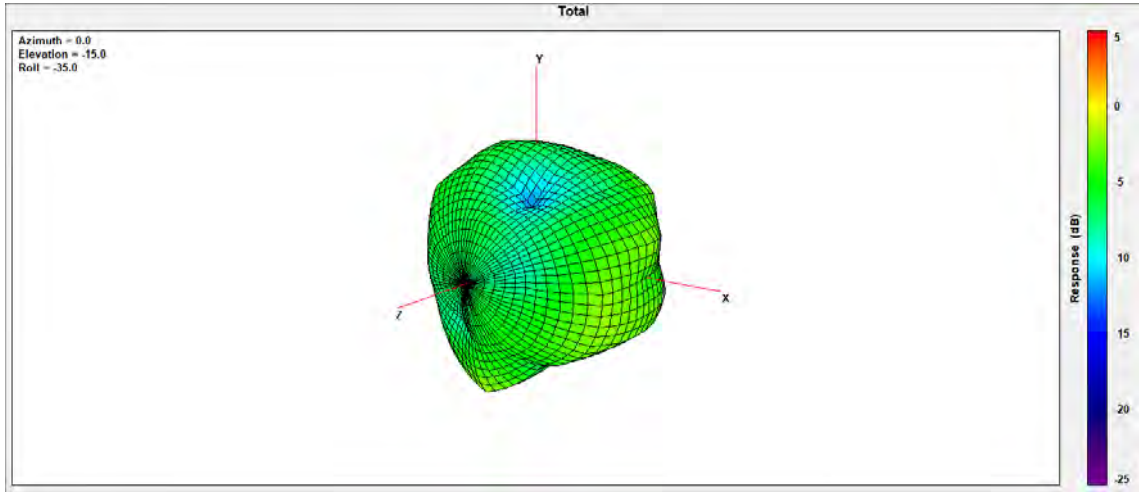 Total
Azimuth = 0.0
Elevation = -15.0
Roll = -35.0
Y
X
Z
5
0
5
10
15
-20
-25
Response (dB)